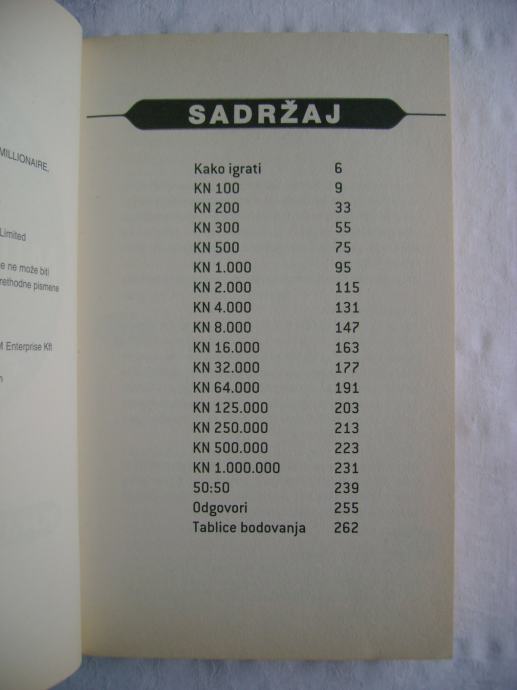 MILLIONAIRE,
Limited
e ne može biti
rethodne pismene
M Enterprise Kft
SADRŽAJ
Kako igrati 6
KN 100 9
KN 200 33
KN 300 55
KN 500 75
KN 1.000 95
KN 2.000 115
KN 4.000 131
KN 8.000 147
KN 16.000 163
KN 32.000 177
KN 64.000 191
KN 125.000 203
KN 250.000 213
KN 500.000 223
KN 1.000.000 231
50:50 239
Odgovori 255
Tablice bodovanja 262